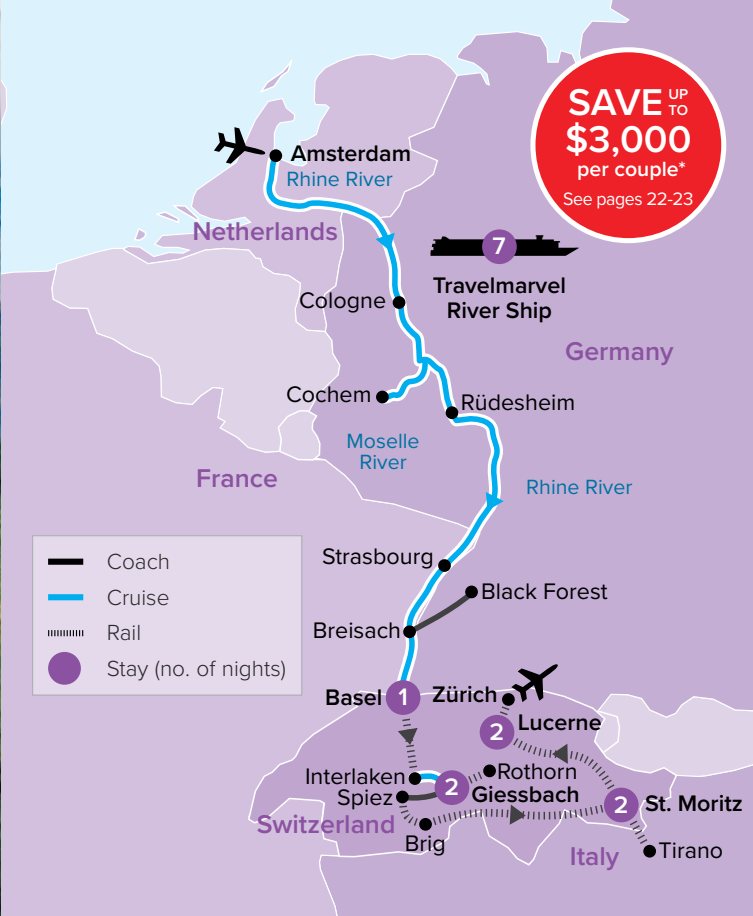 SAVE UP TO
$3,000
per couple*
See pages 22-23
Amsterdam
Rhine River
Netherlands
7
Travelmarvel
River Ship
Cologne
Germany
Cochem
Rüdesheim
Moselle
River
France
Rhine River
Coach
Cruise
Rail
Stay (no. of nights)
Strasbourg
Black Forest
Breisach
Basel 1
Zürich
2 Lucerne
Interlaken
Rothorn
Spiez
2 Giessbach
Switzerland
Brig
2 St. Moritz
Italy
Tirano